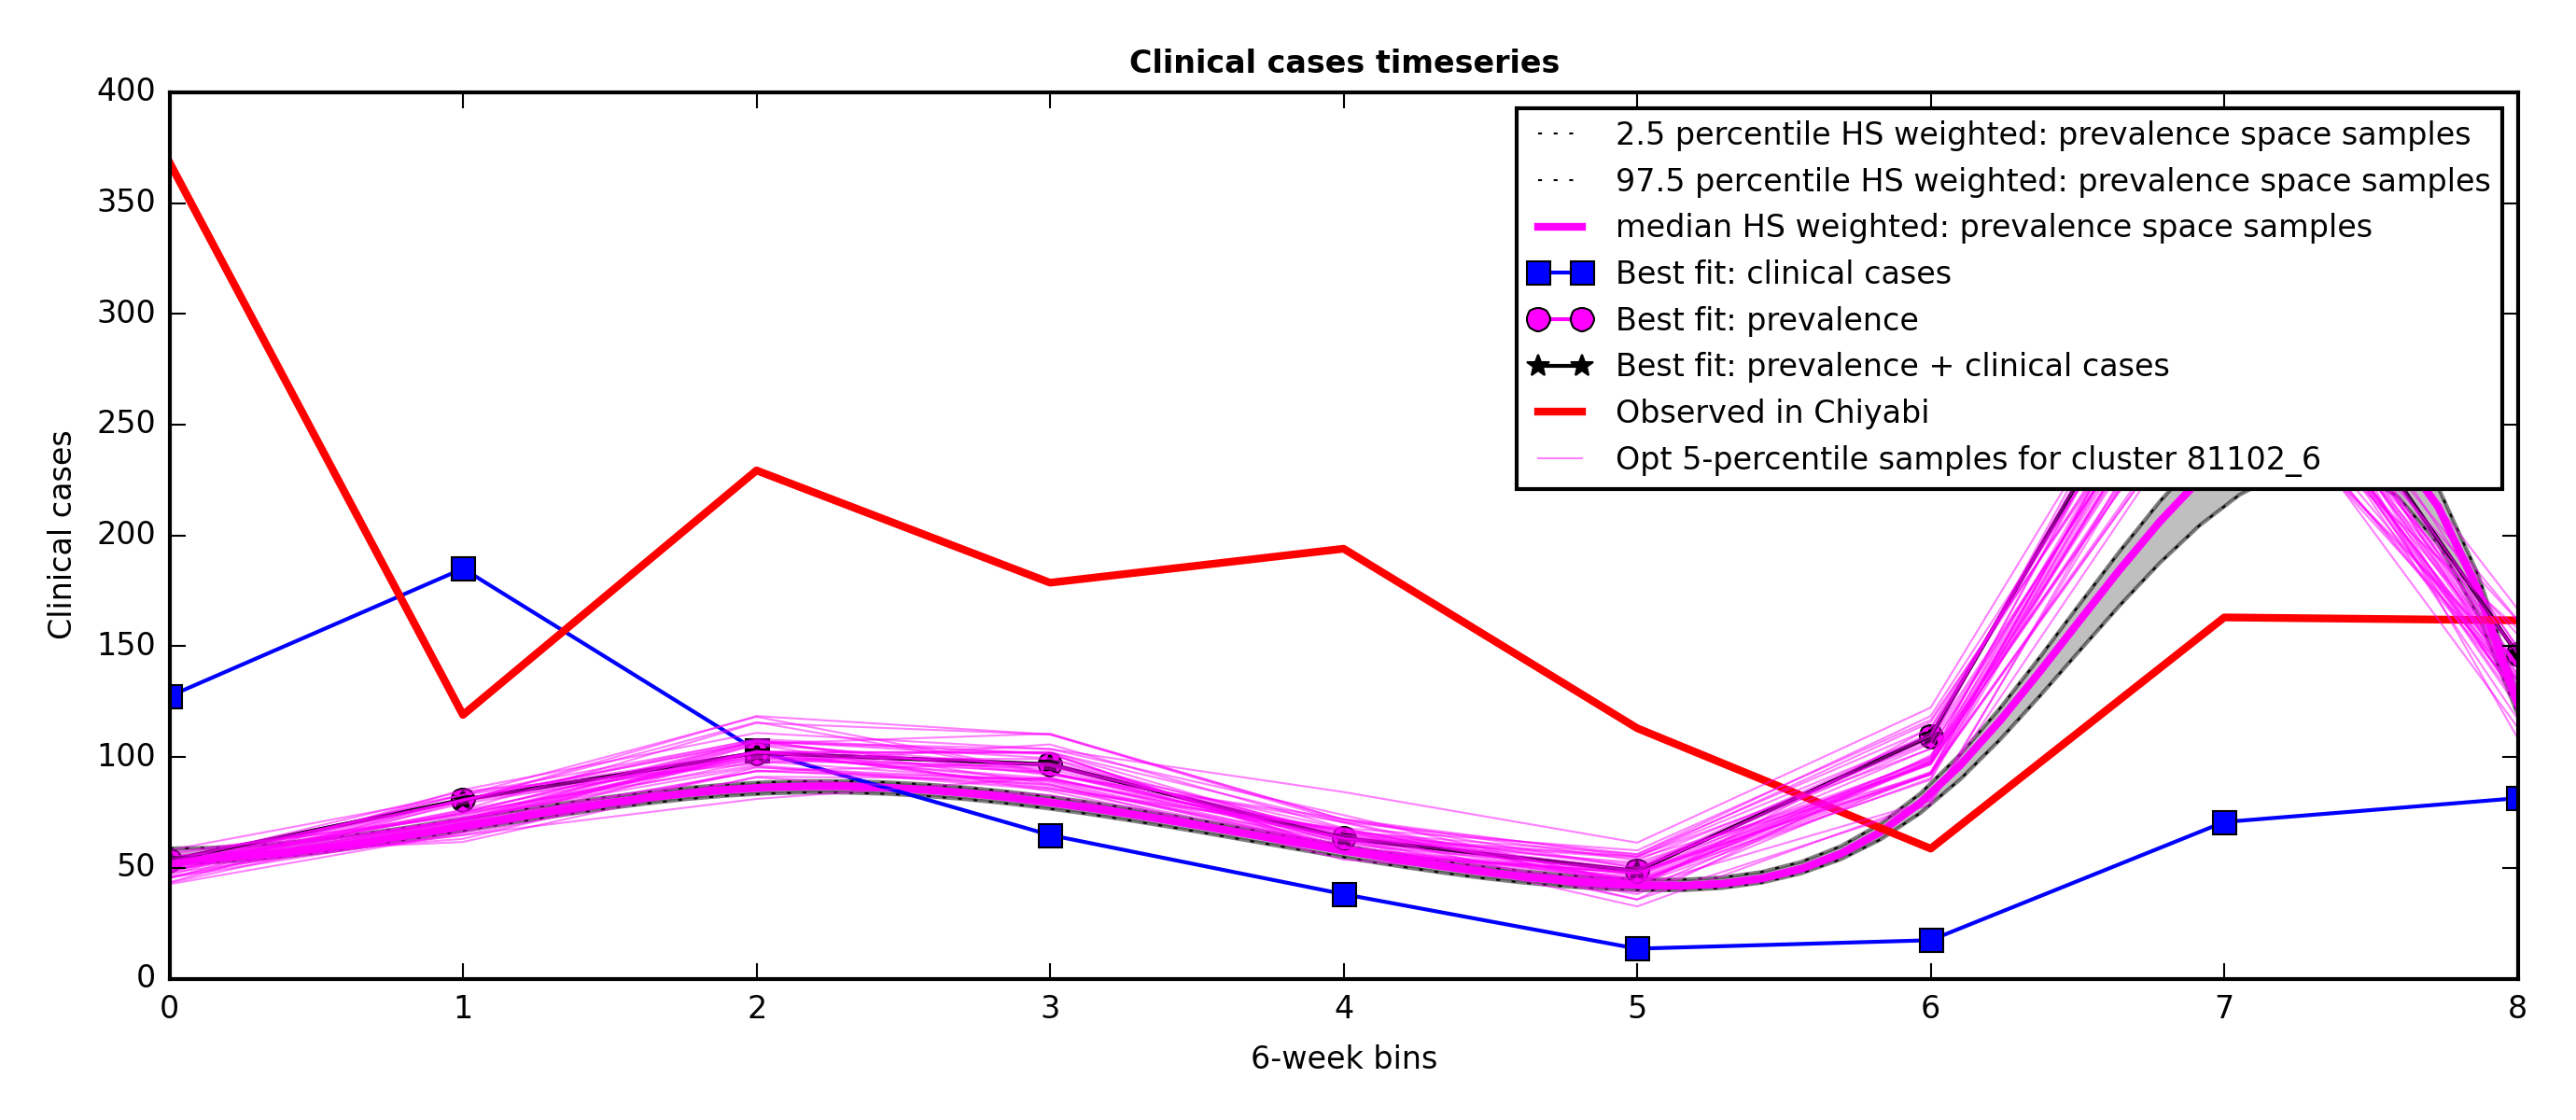 Clinical cases timeseries
400
350
300
250
200
150
100
50
0
Clinical cases
2.5 percentile HS weighted: prevalence space samples
97.5 percentile HS weighted: prevalence space samples
median HS weighted: prevalence space samples
Best fit: clinical cases
Best fit: prevalence
Best fit: prevalence + clinical cases
Observed in Chiyabi
Opt 5-percentile samples for cluster 81102_6
0 1 2 3 4 5 6 7 8
6-week bins